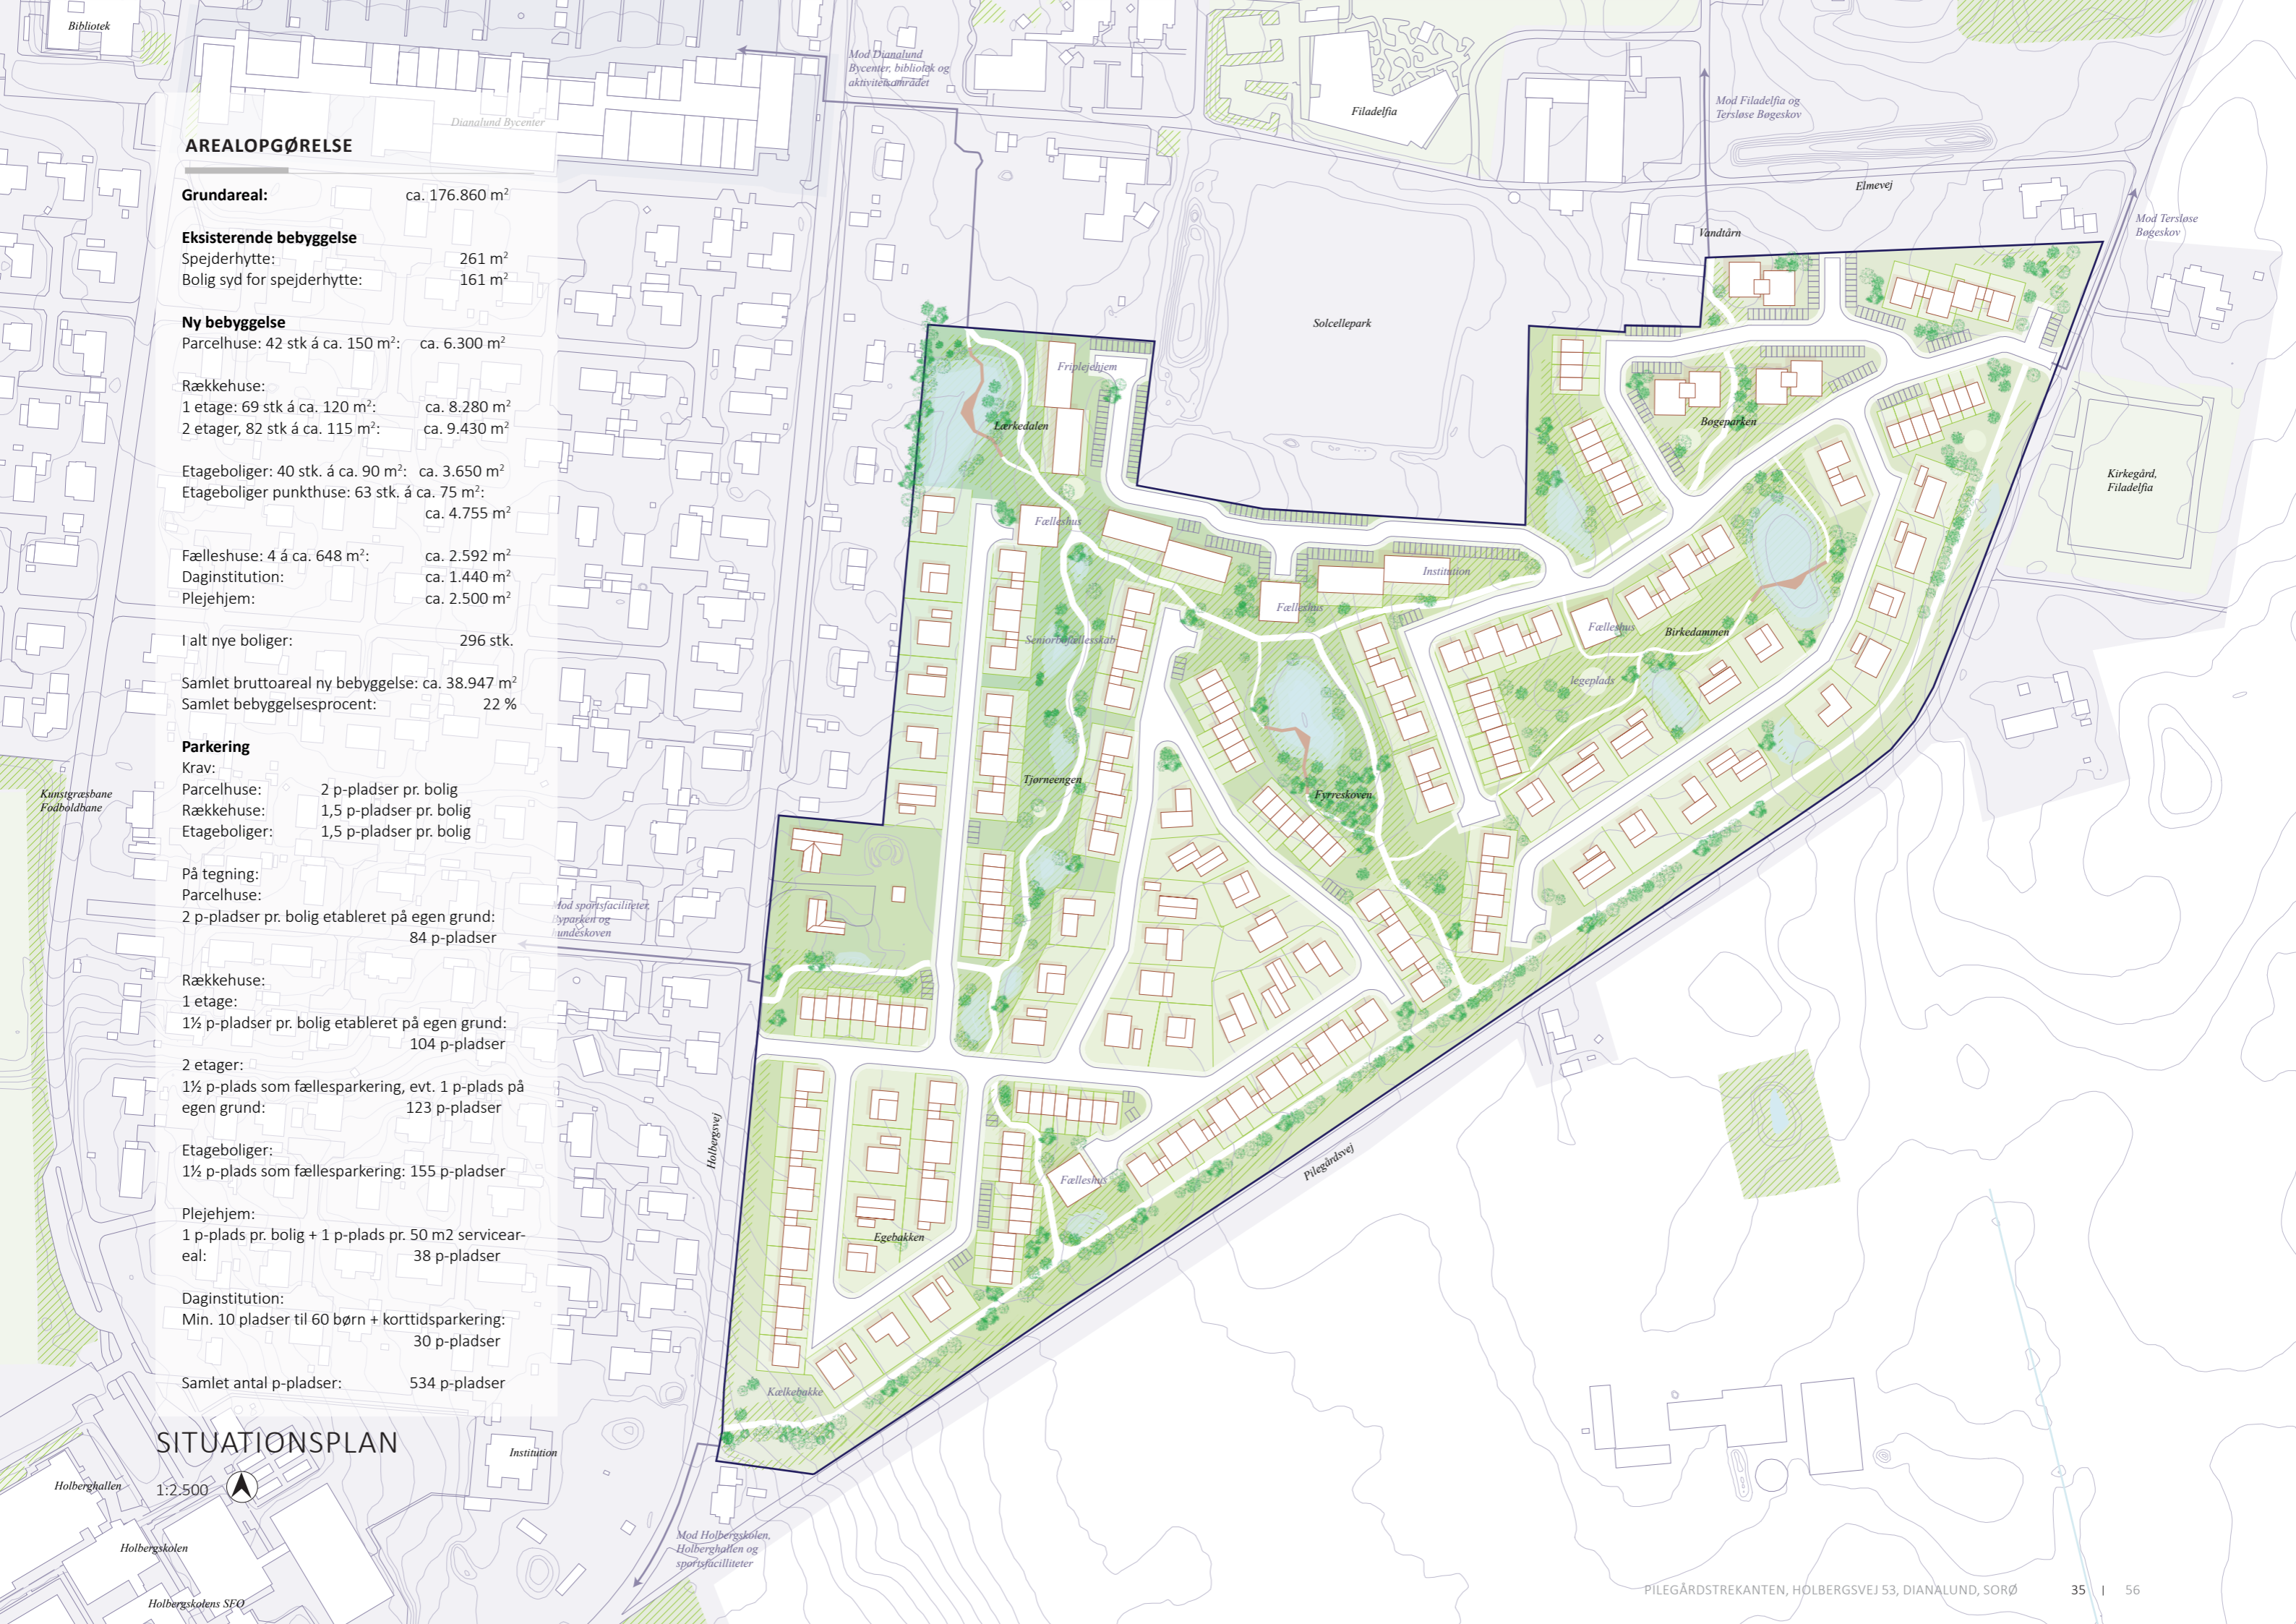 Bibliotek
Dianalund Bycenter
AREALOPGØRELSE
Grundareal: ca. 176.860 m²
Eksisterende bebyggelse
Spejderhytte: 261 m²
Bolig syd for spejderhytte: 161 m²
Ny bebyggelse
Parcelhuse: 42 stk á ca. 150 m²: ca. 6.300 m²
Rækkehuse:
1 etage: 69 stk á ca. 120 m²: ca. 8.280 m²
2 etager, 82 stk á ca. 115 m²: ca. 9.430 m²
Etageboliger: 40 stk. á ca. 90 m²: ca. 3.650 m²
Etageboliger punkthuse: 63 stk. á ca. 75 m²:
ca. 4.755 m²
Fælleshuse: 4 á ca. 648 m²: ca. 2.592 m²
Daginstitution: ca. 1.440 m²
Plejehjem: ca. 2.500 m²
I alt nye boliger: 296 stk.
Samlet bruttoareal ny bebyggelse: ca. 38.947 m²
Samlet bebyggelsesprocent: 22 %
Parkering
Krav:
Parcelhuse: 2 p-pladser pr. bolig
Rækkehuse: 1,5 p-pladser pr. bolig
Etageboliger: 1,5 p-pladser pr. bolig
På tegning:
Parcelhuse:
2 p-pladser pr. bolig etableret på egen grund:
84 p-pladser
Rækkehuse:
1 etage:
1½ p-pladser pr. bolig etableret på egen grund:
104 p-pladser
2 etager:
1½ p-plads som fællesparkering, evt. 1 p-plads på
egen grund: 123 p-pladser
Etageboliger:
1½ p-plads som fællesparkering: 155 p-pladser
Plejehjem:
1 p-plads pr. bolig + 1 p-plads pr. 50 m2 servicear-
eal: 38 p-pladser
Daginstitution:
Min. 10 pladser til 60 børn + korttidsparkering:
30 p-pladser
Samlet antal p-pladser: 534 p-pladser
SITUATIONSPLAN
1:2.500
Kunstgræsbane
Fodboldbane
Holberghallen
Holbergskolen
Holbergskolens SFO
Institution
Mod Dianalund
Bycenter, bibliotek og
aktivitetsområdet
Filadelfia
Mod Filadelfia og
Tersløse Bøgeskov
Elmevej
Mod Tersløse
Bøgeskov
Vandtårn
Solcellepark
Friplejehjem
Lærkedalen
Bøgeparken
Kirkegård,
Filadelfia
Fælleshus
Institution
Fælleshus
Fælleshus
Birkedammen
Seniorbofællesskab
legeplads
Tjørneengen
Fyrreskoven
sportsfaciliteter,
og
Holbergsvej
Pilegårdsvej
Fælleshus
Egebakken
Kælkebakke
Mod Holbergskolen,
Holberghallen og
sportsfacilliteter
PILEGÅRDSTREKANTEN, HOLBERGSVEJ 53, DIANALUND, SORØ 35 | 56